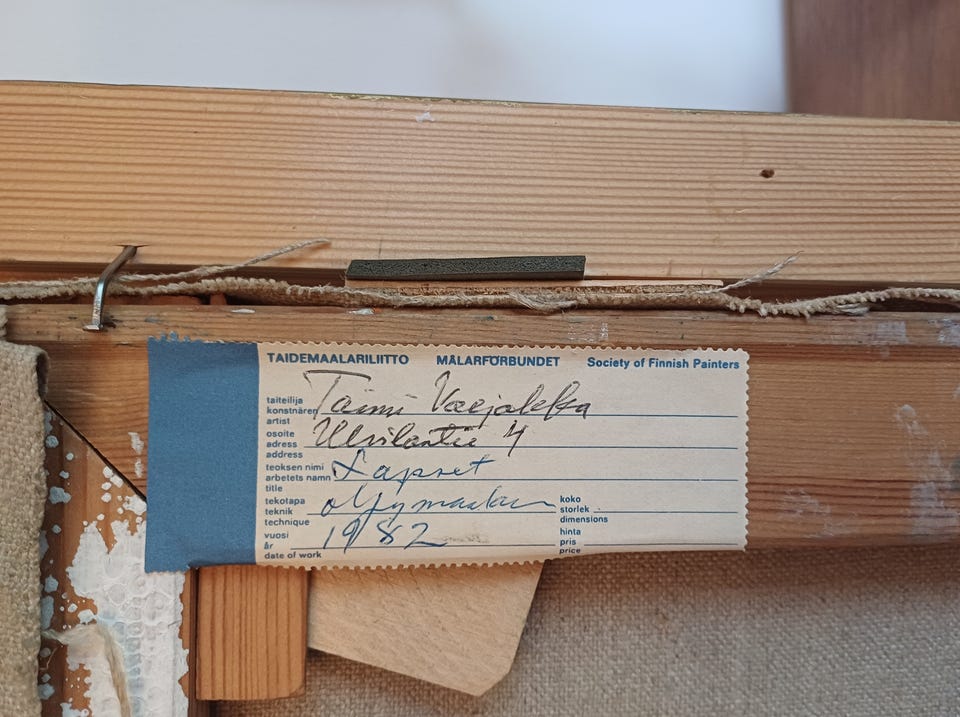 TAIDEMAALARILIITTO MÅLARFÖRBUNDET Society of Finnish Painters
taiteilija
konstnären Taimi
artist
osoite
adress Ulvilantie 4
address
teoksen nimi
arbetets namn Lapset
title
tekotapa
teknik öljymaalaus
technique
koko
storlek
dimensions
vuosi
år 1982
date of work
hinta
pris
price